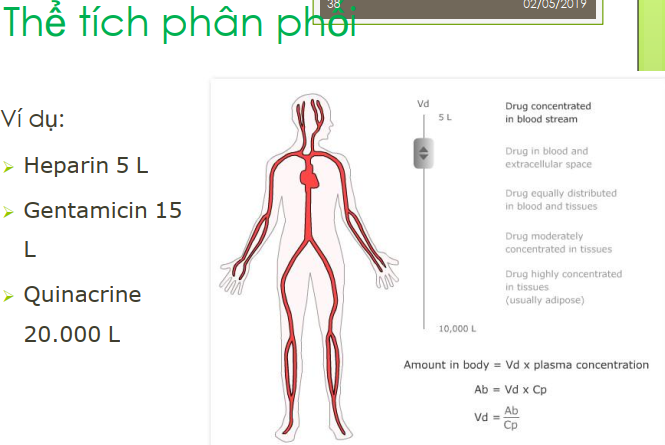 38
02/05/2019
Thể tích phân phối
Ví dụ:
Heparin 5 L
Gentamicin 15
L
Quinacrine
20.000 L
Vd
5 L
Drug concentrated
in blood stream
Drug in blood and
extracellular space
Drug equally distributed
in blood and tissues
Drug moderately
concentrated in tissues
Drug highly concentrated
in tissues
(usually adipose)
10,000 L
Amount in body = Vd x plasma concentration
Ab = Vd x Cp
Vd = Ab
Cp